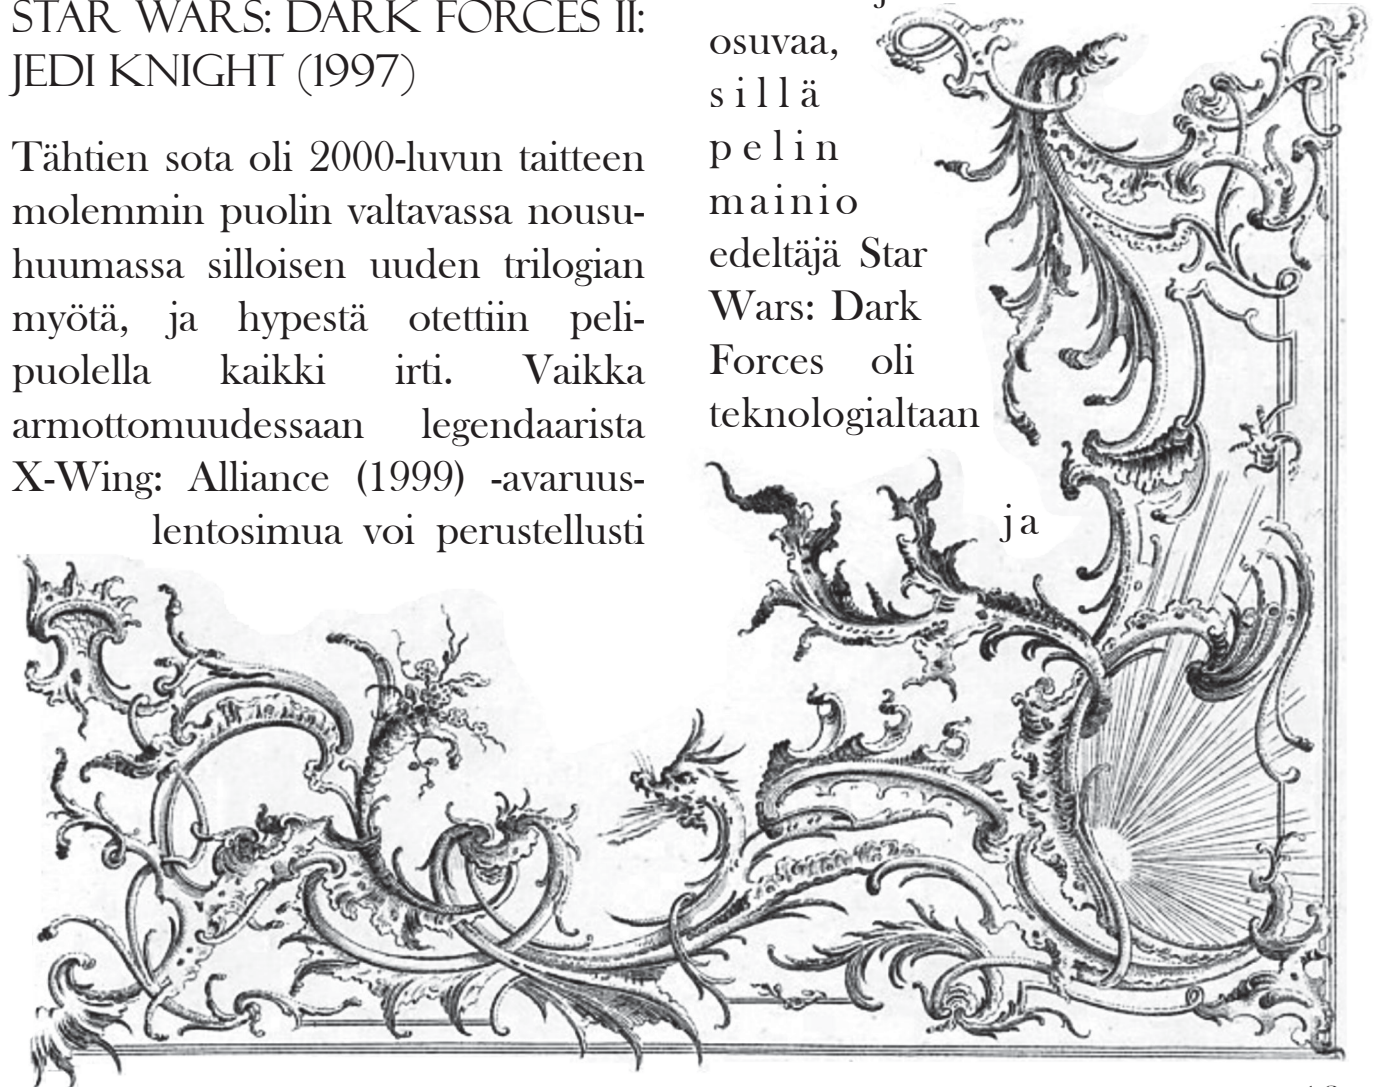 STAR WARS: DARK FORCES II:
JEDI KNIGHT (1997)
Tähtien sota oli 2000-luvun taitteen
molemmin puolin valtavassa nousu-
huumassa silloisen uuden trilogian
myötä, ja hypestä otettiin peli-
puolella kaikki irti. Vaikka
armottomuudessaan legendaarista
X-Wing: Alliance (1999) -avaruus-
lentosimua voi perustellusti
osuvaa,
sillä
pelin
mainio
edeltäjä Star
Wars: Dark
Forces oli
teknologialtaan
ja